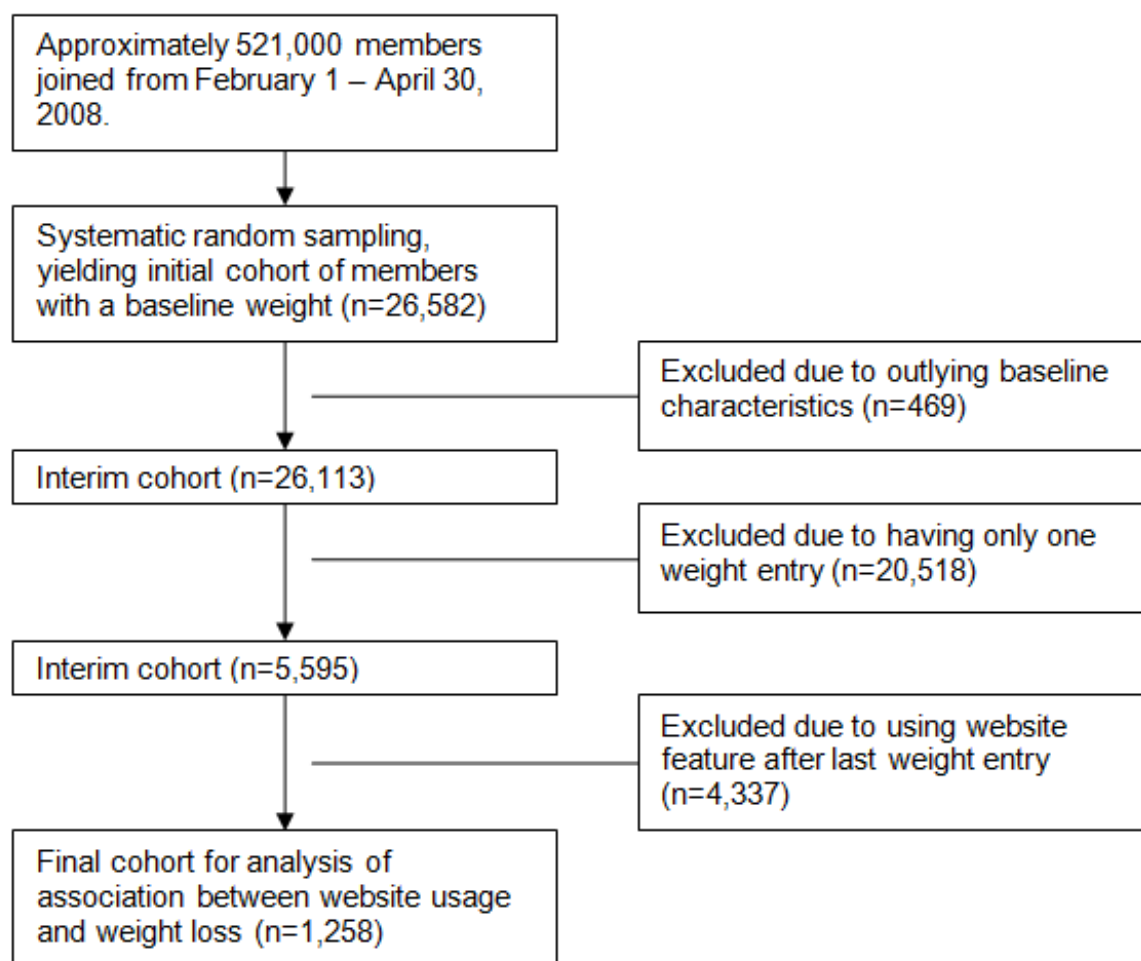 Approximately 521,000 members
joined from February 1 – April 30,
2008.
Systematic random sampling,
yielding initial cohort of members
with a baseline weight (n=26,582)
Excluded due to outlying baseline
characteristics (n=469)
Interim cohort (n=26,113)
Excluded due to having only one
weight entry (n=20,518)
Interim cohort (n=5,595)
Excluded due to using website
feature after last weight entry
(n=4,337)
Final cohort for analysis of
association between website usage
and weight loss (n=1,258)